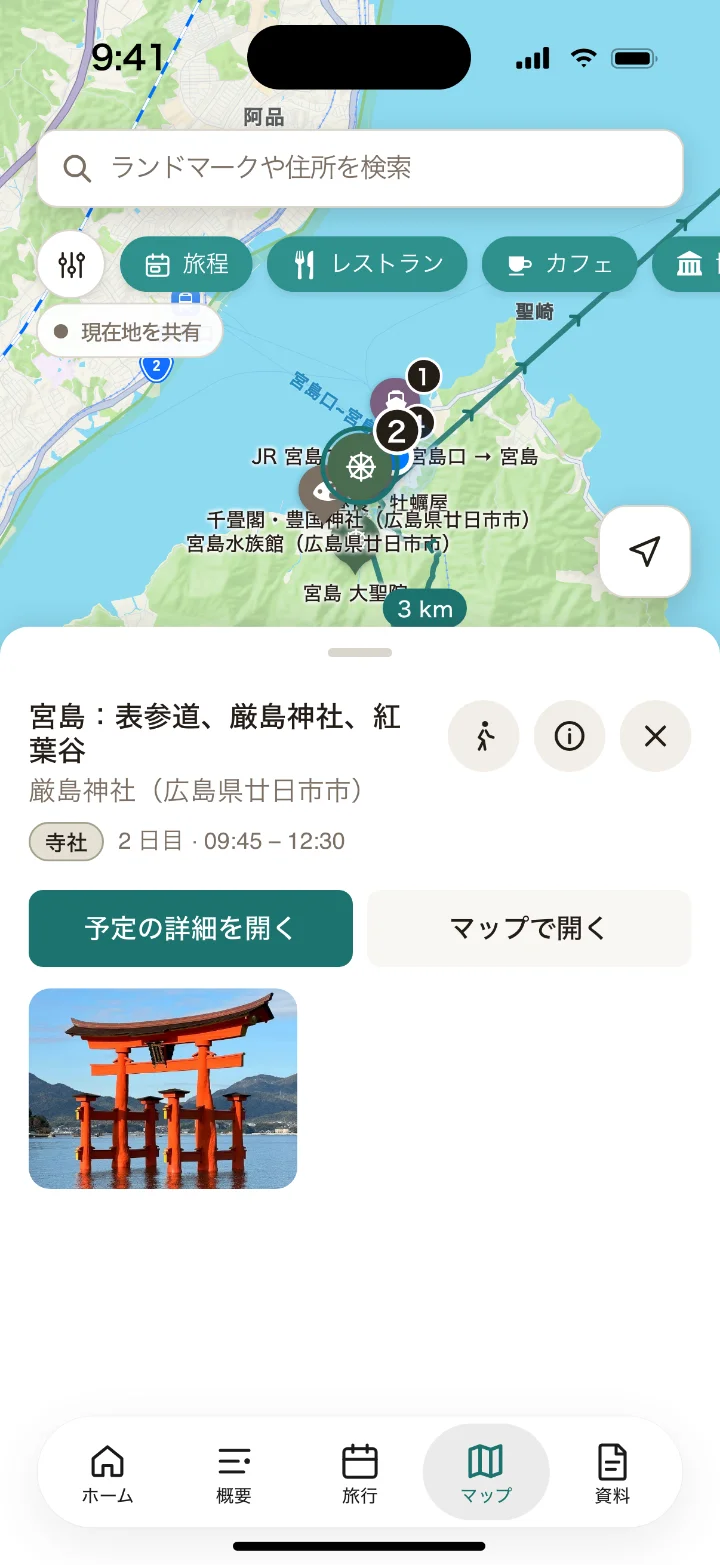 9:41
阿品
ランドマークや住所を検索
旅程
レストラン
カフェ
聖崎
現在地を共有
2
1
宮島口~宮島
2
JR 宮島
宮島口 → 宮島
牡蠣屋
千畳閣・豊国神社（広島県廿日市市）
宮島水族館（広島県廿日市市）
宮島 大聖院
3 km
宮島：表参道、厳島神社、紅
葉谷
厳島神社（広島県廿日市市）
寺社
2 日目 · 09:45 – 12:30
予定の詳細を開く
マップで開く
ホーム
概要
旅行
マップ
資料